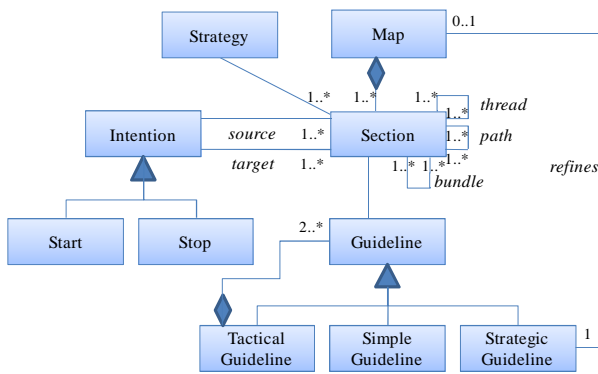 0..1
Strategy
Map
1..*
1..*
1..*
thread
1..*
Intention
source
1..*
Section
1..*
path
target
1..*
1..*
1..*
1..*
bundle
refines
Start
Stop
2..*
Guideline
Tactical
Guideline
Simple
Guideline
Strategic
Guideline
1